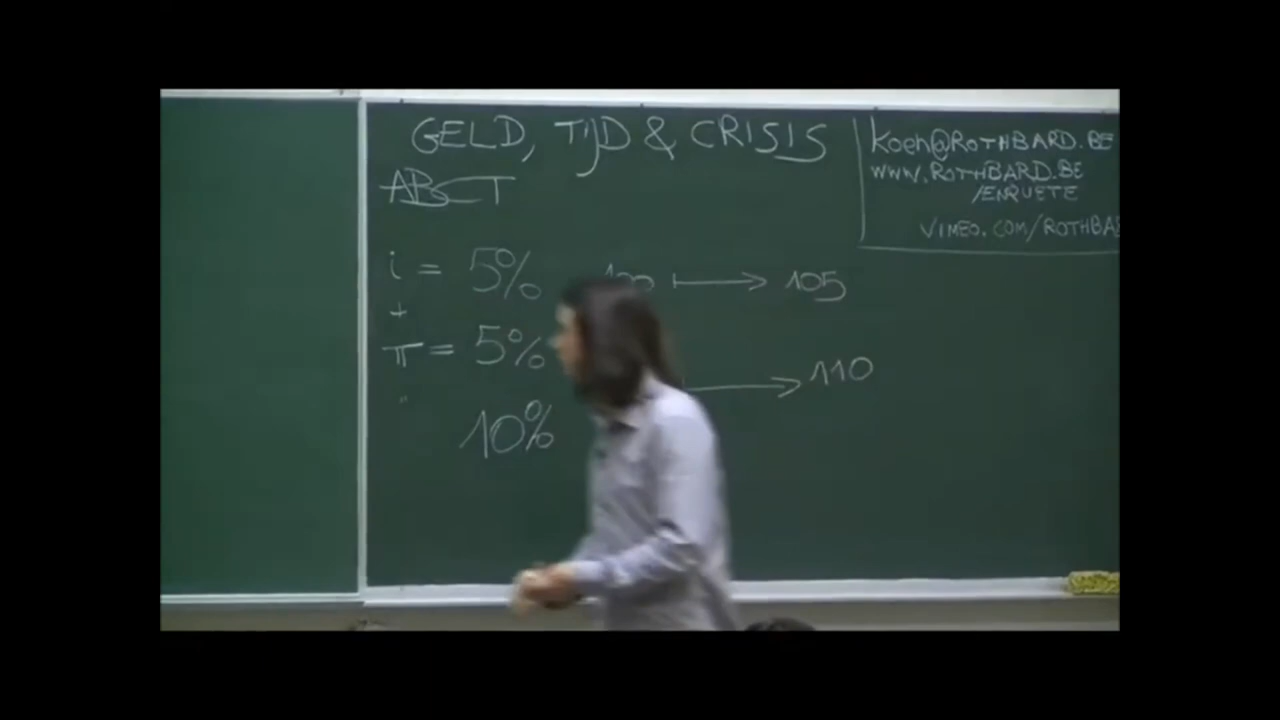 GELD, TIJD & CRISIS
ABCT
koen@ROTHBARD.BE
www.ROTHBARD.BE
/ENQUETE
VIMEO.COM/ROTHBA
i = 5% 100 → 105
+
π = 5% → 110
10%